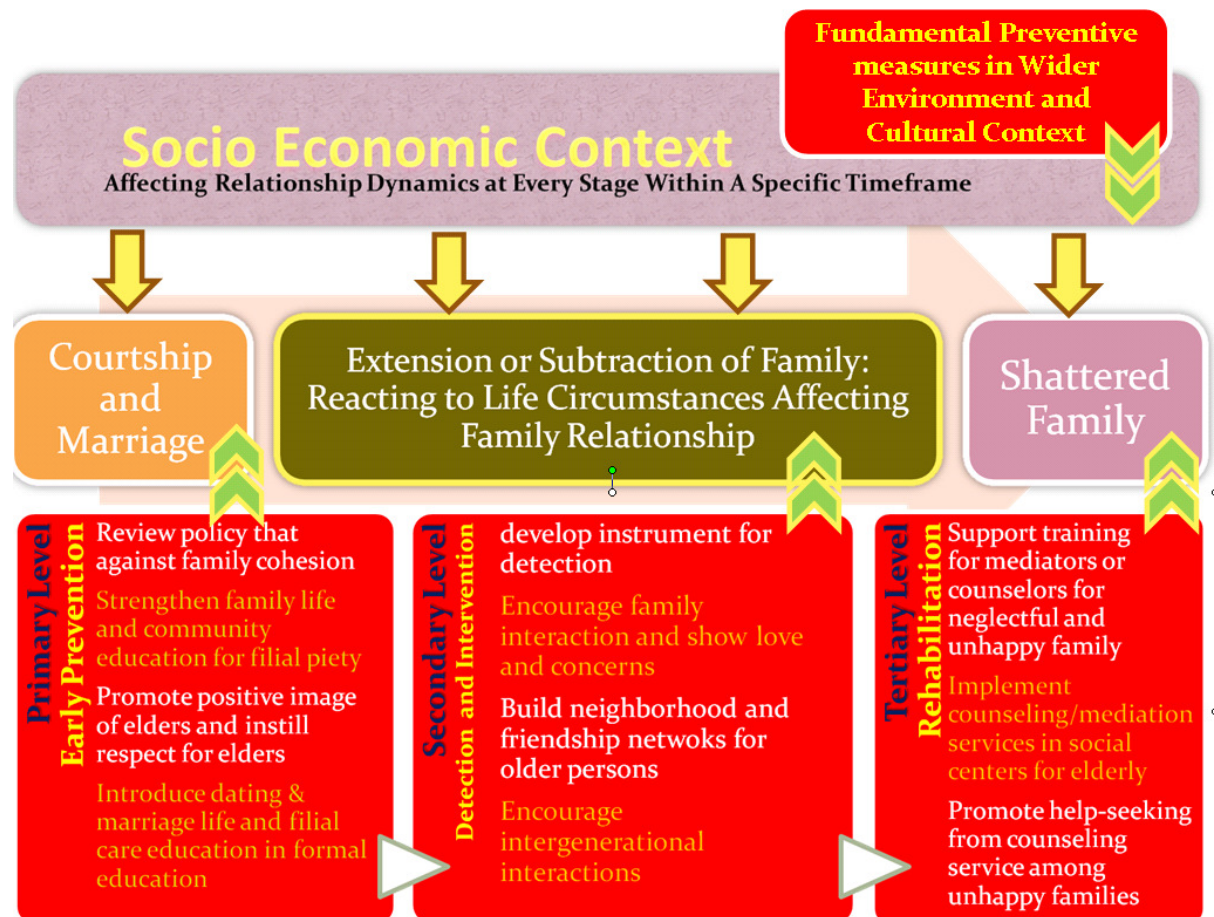 Fundamental Preventive
measures in Wider
Environment and
Cultural Context
Socio Economic Context
Affecting Relationship Dynamics at Every Stage Within A Specific Timeframe
Courtship
and
Marriage
Extension or Subtraction of Family:
Reacting to Life Circumstances Affecting
Family Relationship
Shattered
Family
Primary Level
Early Prevention
Review policy that
against family cohesion
Strengthen family life
and community
education for filial piety
Promote positive image
of elders and instill
respect for elders
Introduce dating &
marriage life and filial
care education in formal
education
Secondary Level
Detection and Intervention
develop instrument for
detection
Encourage family
interaction and show love
and concerns
Build neighborhood and
friendship netwoks for
older persons
Encourage
intergenerational
interactions
Tertiary Level
Rehabilitation
Support training
for mediators or
counselors for
neglectful and
unhappy family
Implement
counseling/mediation
services in social
centers for elderly
Promote help-seeking
from counseling
service among
unhappy families